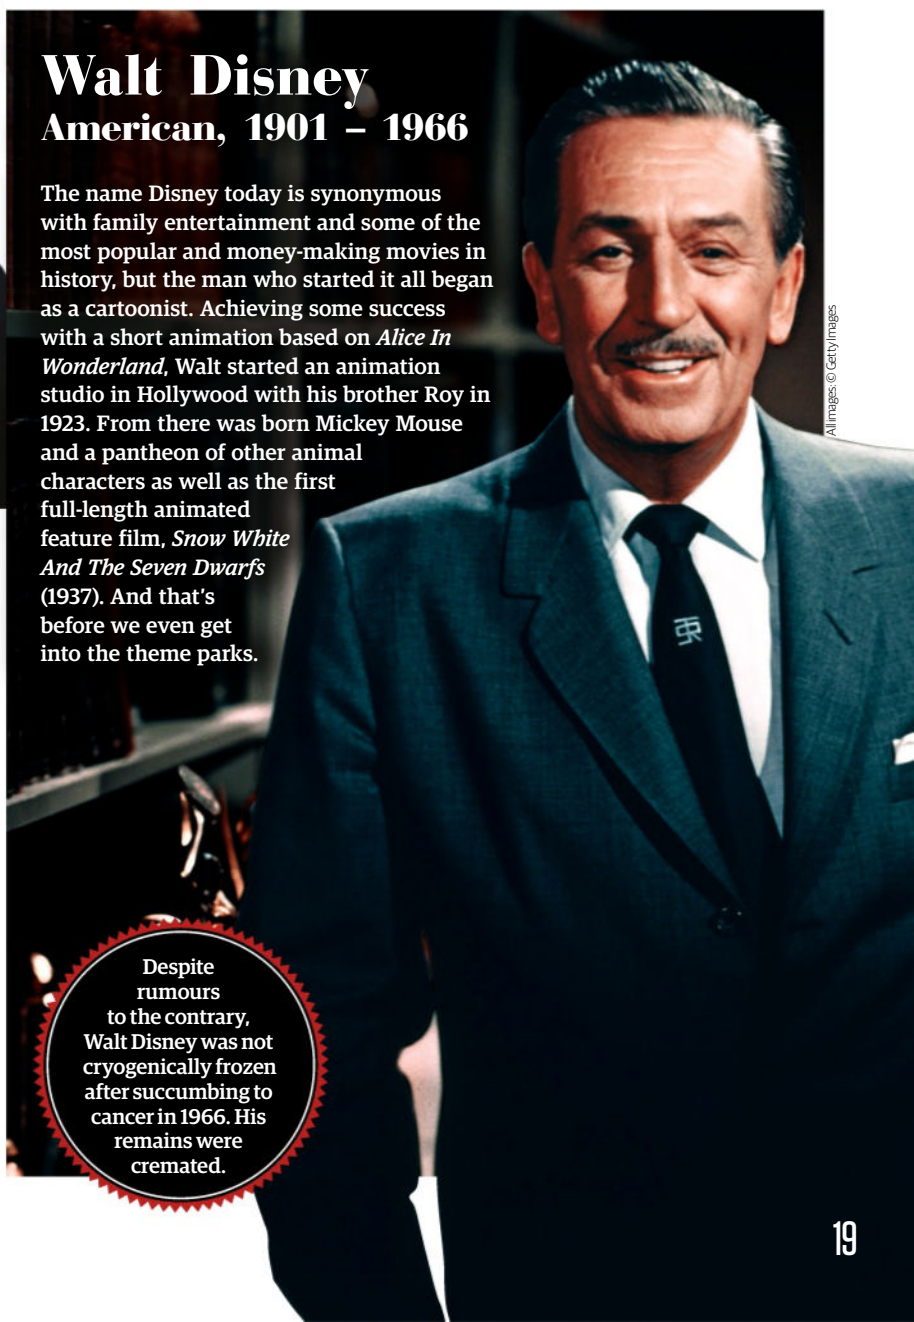 Walt Disney
American, 1901 – 1966
The name Disney today is synonymous
with family entertainment and some of the
most popular and money-making movies in
history, but the man who started it all began
as a cartoonist. Achieving some success
with a short animation based on Alice In
Wonderland, Walt started an animation
studio in Hollywood with his brother Roy in
1923. From there was born Mickey Mouse
and a pantheon of other animal
characters as well as the first
full-length animated
feature film, Snow White
And The Seven Dwarfs
(1937). And that’s
before we even get
into the theme parks.
All images: © Getty Images
Despite
rumours
to the contrary,
Walt Disney was not
cryogenically frozen
after succumbing to
cancer in 1966. His
remains were
cremated.
19